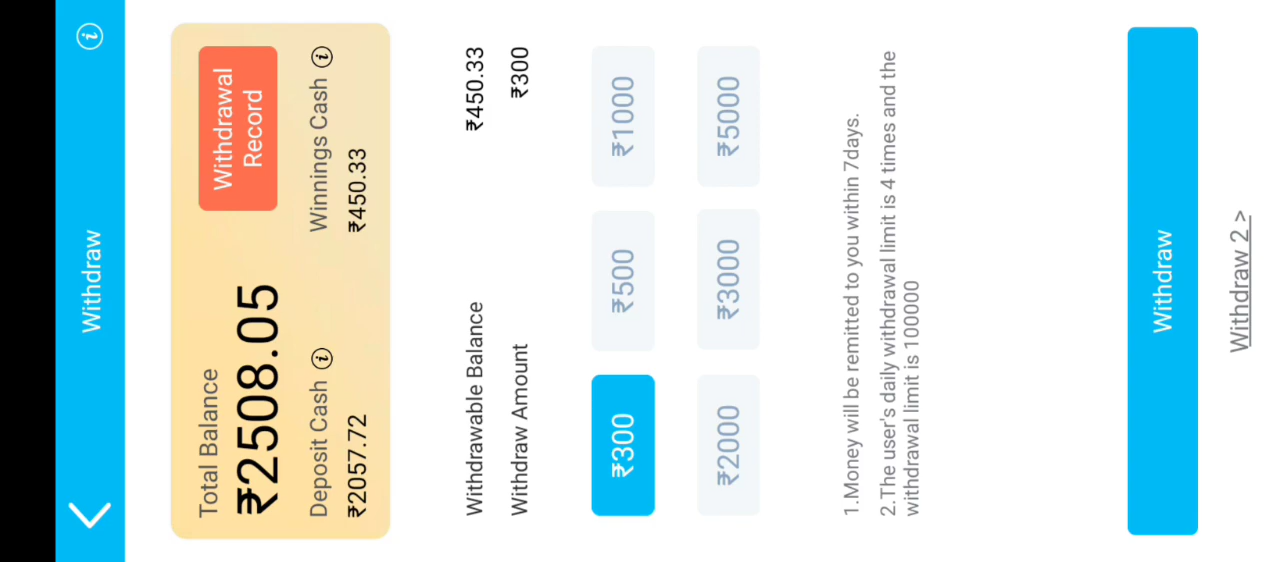 Withdraw
Total Balance
₹2508.05
Withdrawal
Record
Deposit Cash
Winnings Cash
₹2057.72
₹450.33
Withdrawable Balance ₹450.33
Withdraw Amount ₹300
₹300 ₹500 ₹1000
₹2000 ₹3000 ₹5000
1.Money will be remitted to you within 7days.
2.The user's daily withdrawal limit is 4 times and the
withdrawal limit is 100000
Withdraw
Withdraw 2 >